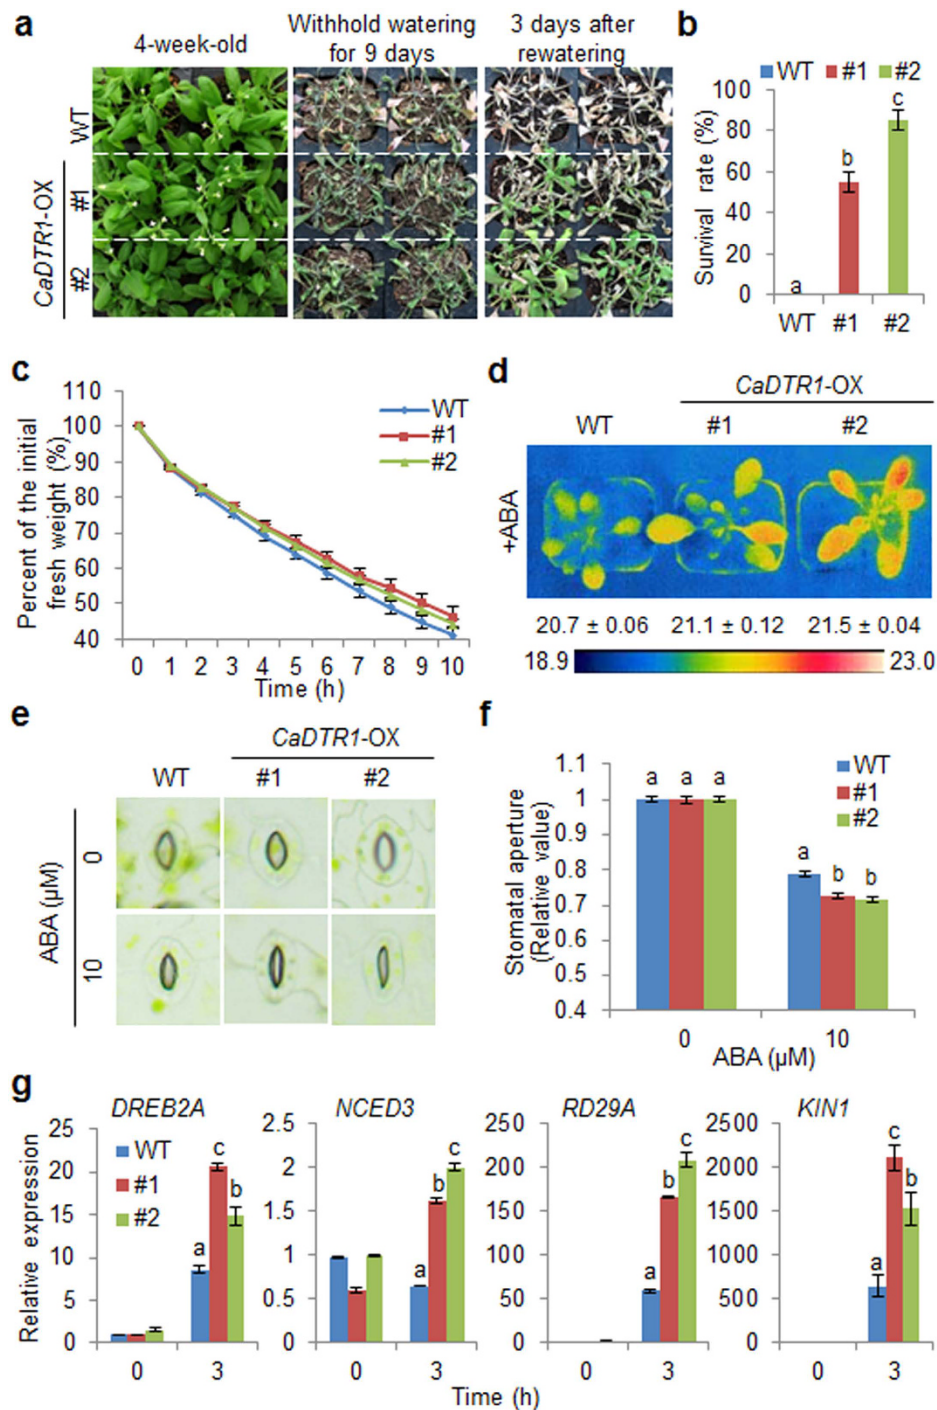 a
4-week-old
Withhold watering
for 9 days
3 days after
rewatering
WT
CaDTR1-OX
#1
#2
b
WT #1 #2
Survival rate (%)
100
80
60
40
20
0
a
b
c
WT #1 #2
c
Percent of the initial
fresh weight (%)
110
100
90
80
70
60
50
40
WT
#1
#2
0 1 2 3 4 5 6 7 8 9 10
Time (h)
d
CaDTR1-OX
WT #1 #2
+ABA
20.7 ± 0.06 21.1 ± 0.12 21.5 ± 0.04
18.9 23.0
e
CaDTR1-OX
WT #1 #2
ABA (µM)
0
10
f
Stomatal aperture
(Relative value)
1.1
1
0.9
0.8
0.7
0.6
0.5
0.4
WT
#1
#2
a a a
a b b
0 10
ABA (µM)
g
Relative expression
DREB2A
25
20
15
10
5
0
WT
#1
#2
a c b
0 3
NCED3
2.5
2
1.5
1
0.5
0
a b c
0 3
RD29A
250
200
150
100
50
0
a b c
0 3
KIN1
2500
2000
1500
1000
500
0
a c b
0 3
Time (h)